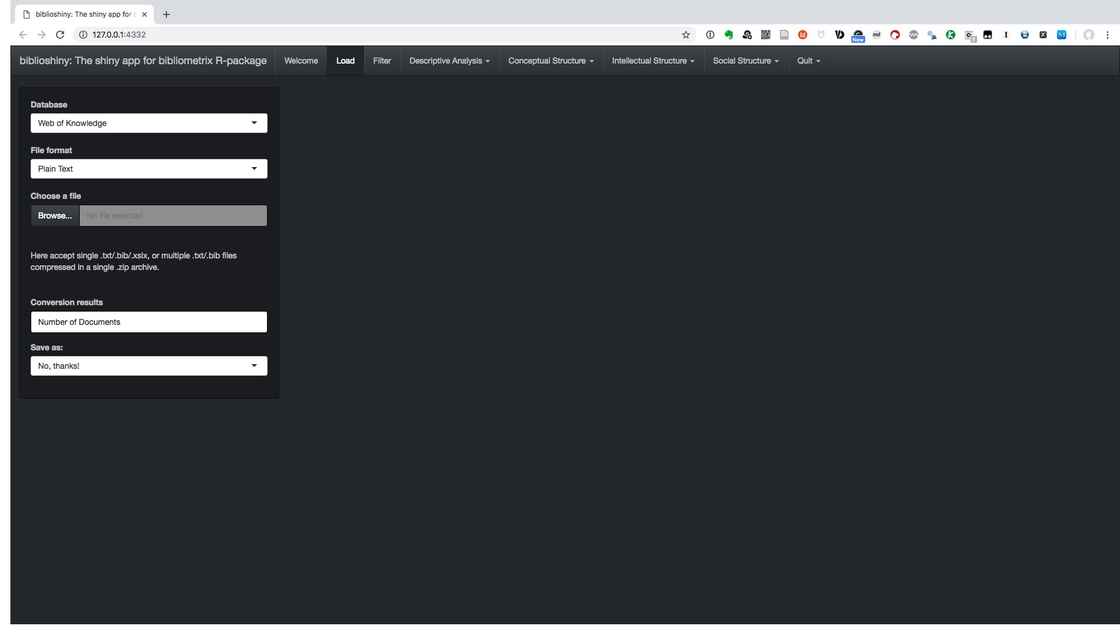 biblioshiny: The shiny app for b
127.0.0.1:4332
New
biblioshiny: The shiny app for bibliometrix R-package
Welcome
Load
Filter
Descriptive Analysis
Conceptual Structure
Intellectual Structure
Social Structure
Quit
Database
Web of Knowledge
File format
Plain Text
Choose a file
Browse...
No file selected
Here accept single .txt/.bib/.xslx, or multiple .txt/.bib files
compressed in a single .zip archive.
Conversion results
Number of Documents
Save as:
No, thanks!